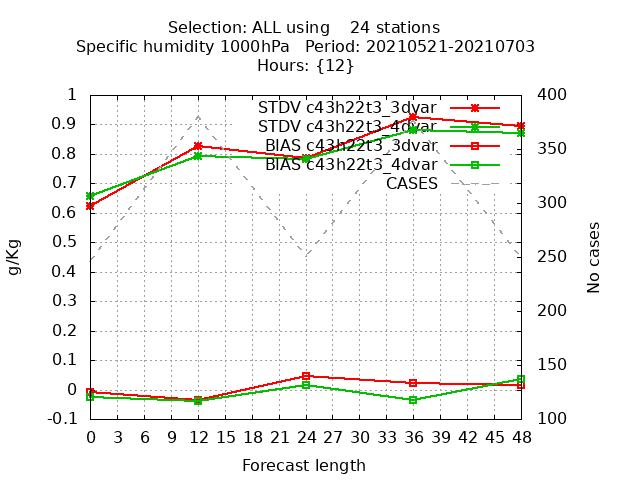 Selection: ALL using    24 stations
Specific humidity 1000hPa   Period: 20210521-20210703
Hours: {12}
STDV c43h22t3_3dvar
STDV c43h22t3_4dvar
BIAS c43h22t3_3dvar
BIAS c43h22t3_4dvar
CASES
1
0.9
0.8
0.7
0.6
0.5
0.4
0.3
0.2
0.1
0
-0.1
g/Kg
400
350
300
250
200
150
100
No cases
0 3 6 9 12 15 18 21 24 27 30 33 36 39 42 45 48
Forecast length